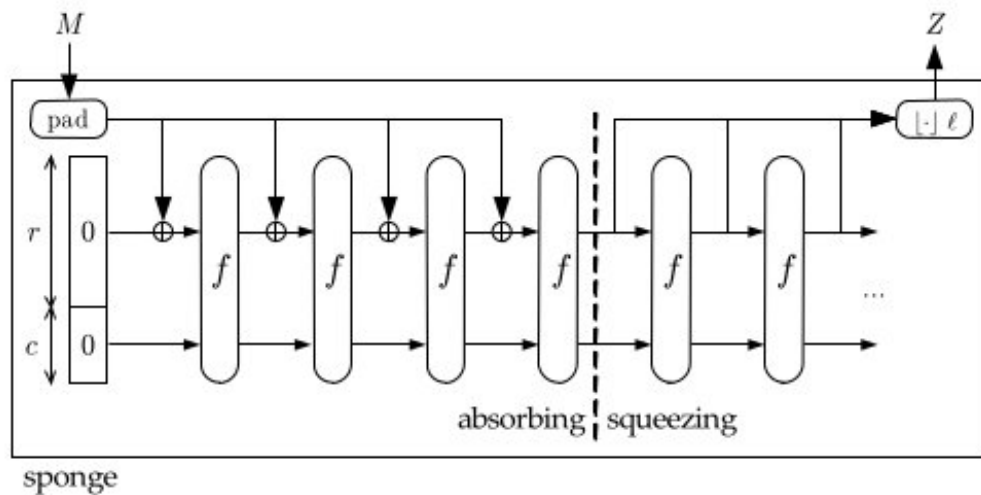 M Z
pad ⌊·⌋ ℓ
r 0 ⊕ ⊕ ⊕ ⊕
f f f f f f
...
c 0
absorbing squeezing
sponge